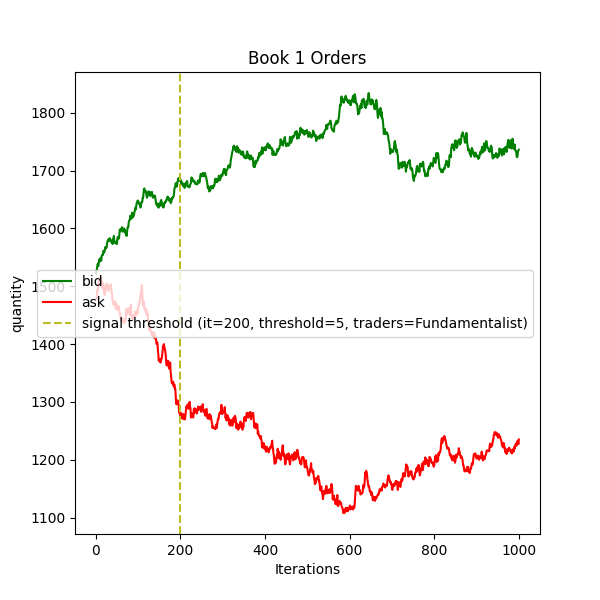 Book 1 Orders
quantity
1800
1700
1600
1500
1400
1300
1200
1100
bid
ask
signal threshold (it=200, threshold=5, traders=Fundamentalist)
0 200 400 600 800 1000
Iterations